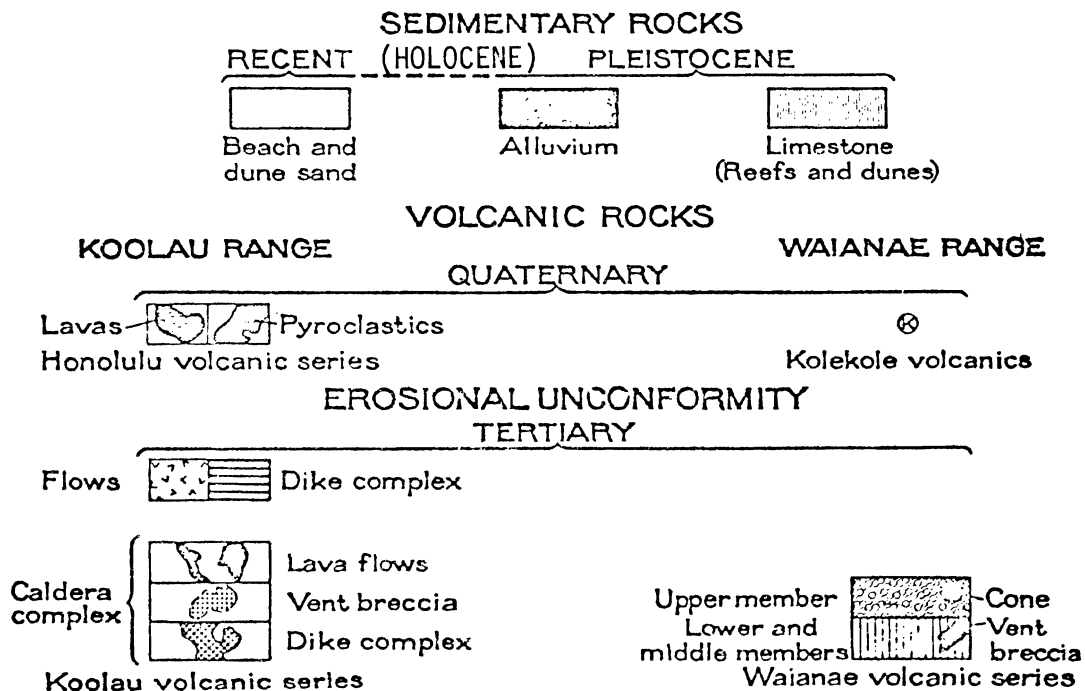 SEDIMENTARY ROCKS
RECENT (HOLOCENE) PLEISTOCENE
Beach and
dune sand
Alluvium
Limestone
(Reefs and dunes)
VOLCANIC ROCKS
KOOLAU RANGE
WAIANAE RANGE
QUATERNARY
Lavas
Pyroclastics
Honolulu volcanic series
K
Kolekole volcanics
EROSIONAL UNCONFORMITY
TERTIARY
Flows
Dike complex
Caldera
complex
Lava flows
Vent breccia
Dike complex
Koolau volcanic series
Upper member
Cone
Lower and
middle members
Vent
breccia
Waianae volcanic series